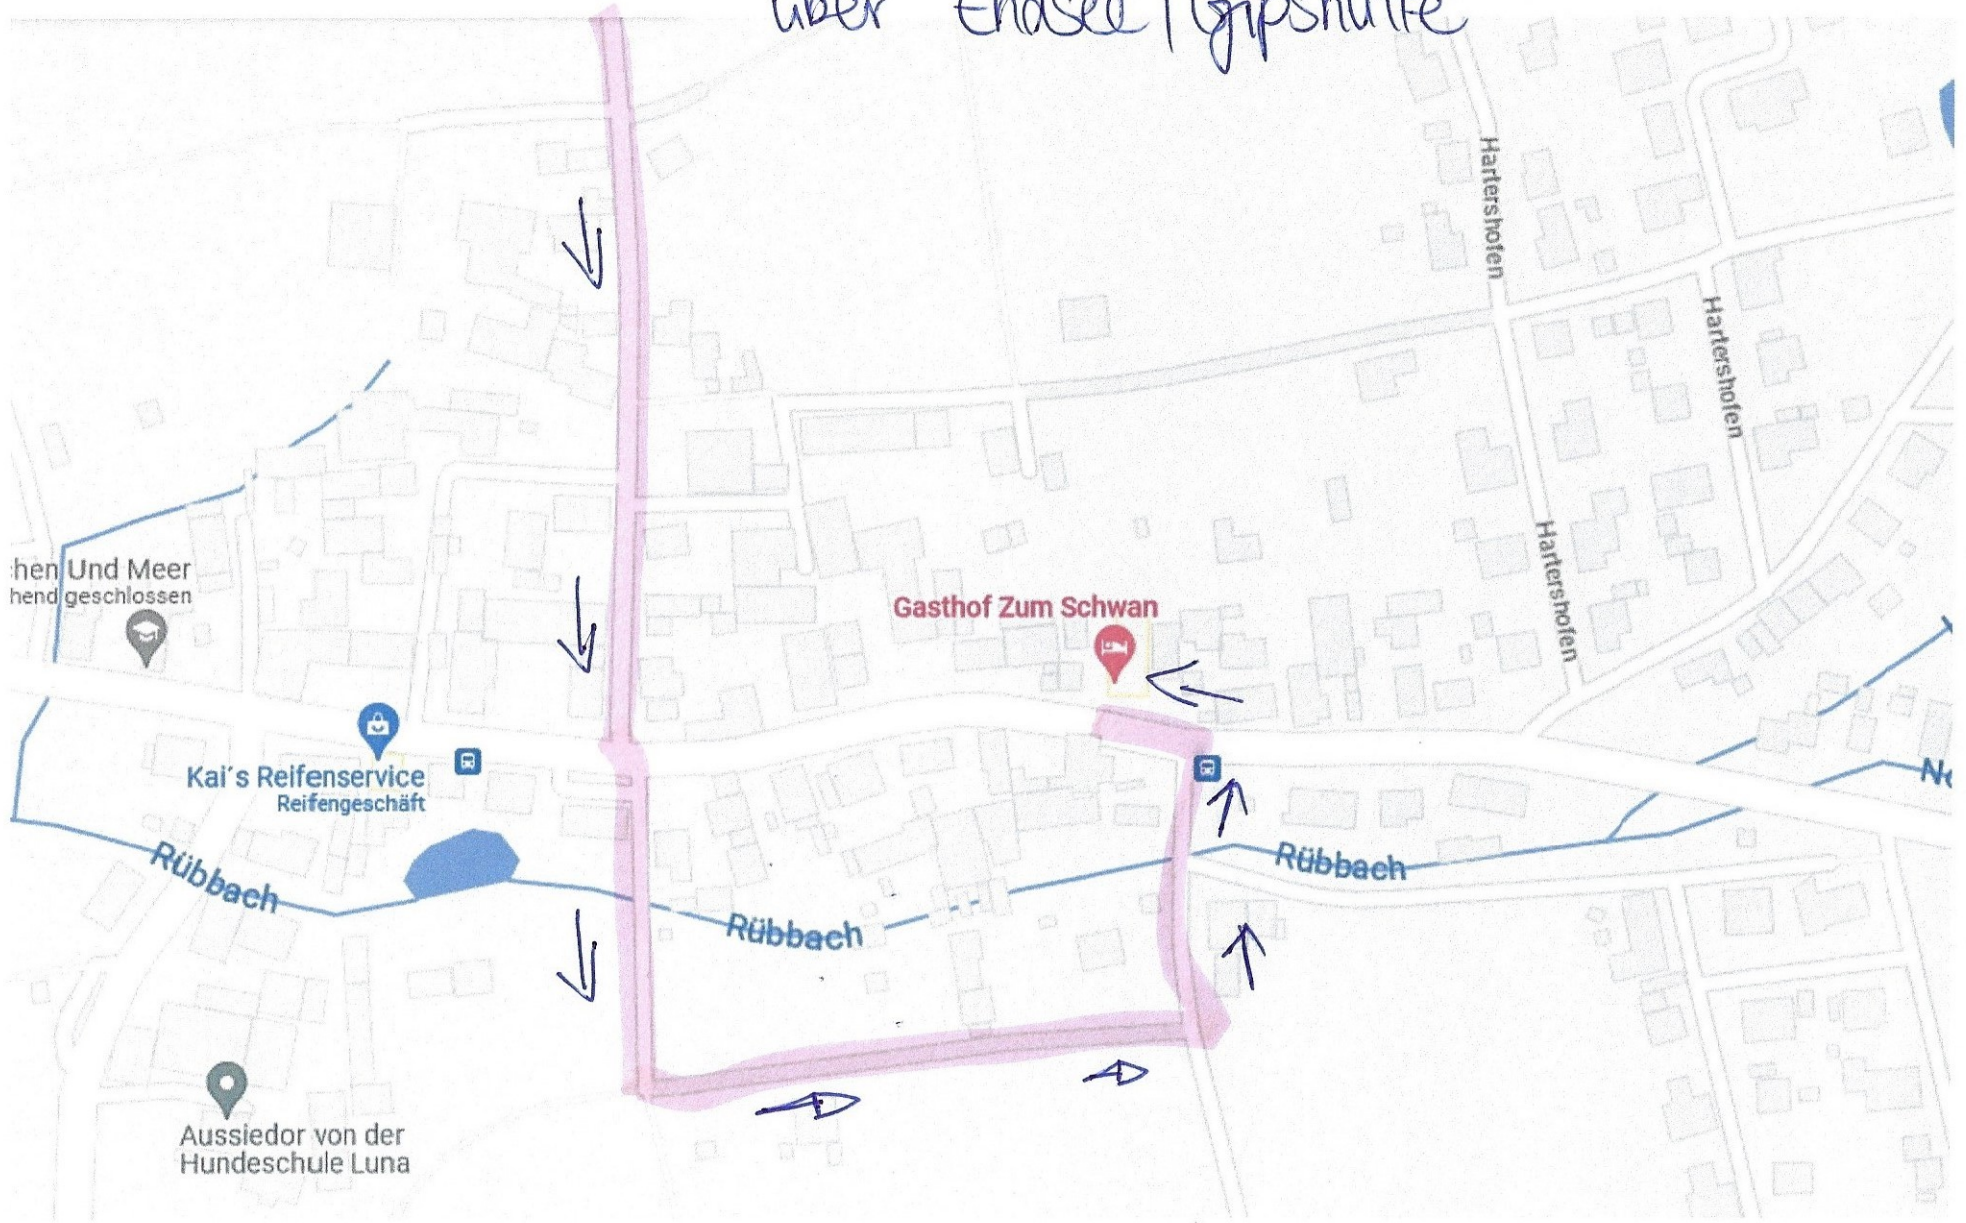 über Endsee / Gipshütte
Hartershofen
Hartershofen
Hartershofen
hen Und Meer
hend geschlossen
Gasthof Zum Schwan
Kai´s Reifenservice
Reifengeschäft
Rübbach
Rübbach
Rübbach
Aussiedor von der
Hundeschule Luna